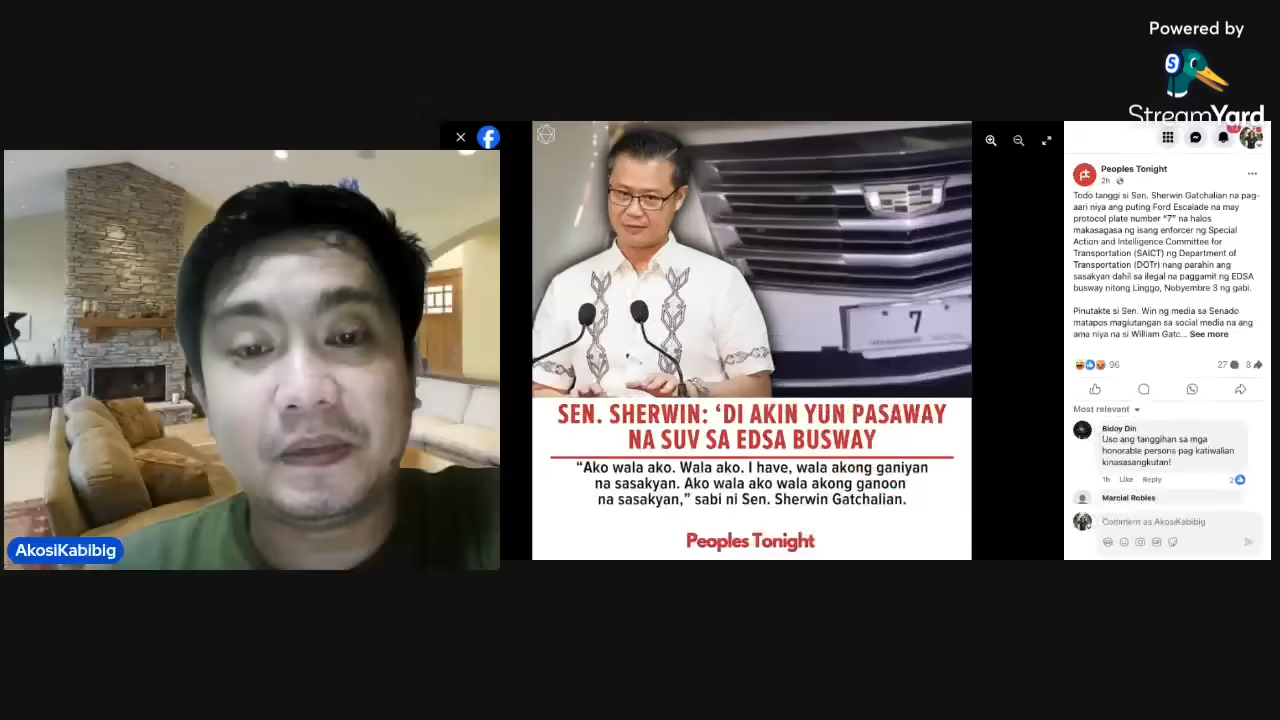 Powered by
StreamYard
AkosiKabibig
7
SEN. SHERWIN: ‘DI AKIN YUN PASAWAY
NA SUV SA EDSA BUSWAY
“Ako wala ako. Wala ako. I have, wala akong ganiyan
na sasakyan. Ako wala ako wala akong ganoon
na sasakyan,” sabi ni Sen. Sherwin Gatchalian.
Peoples Tonight
Peoples Tonight
2h
Todo tanggi si Sen. Sherwin Gatchalian na pag-
aari niya ang puting Ford Escalade na may
protocol plate number “7” na halos
makasagasa ng isang enforcer ng Special
Action and Intelligence Committee for
Transportation (SAICT) ng Department of
Transportation (DOTr) nang parahin ang
sasakyan dahil sa ilegal na paggamit ng EDSA
busway nitong Linggo, Nobyembre 3 ng gabi.
Pinutakte si Sen. Win ng media sa Senado
matapos maglutangan sa social media na ang
ama niya na si William Gatc... See more
96
27
8
Most relevant
Bidoy Din
Uso ang tanggihan sa mga
honorable persons pag katiwalian
kinasasangkutan!
1h Like Reply
2
Marcial Robles
Comment as AkosiKabibig